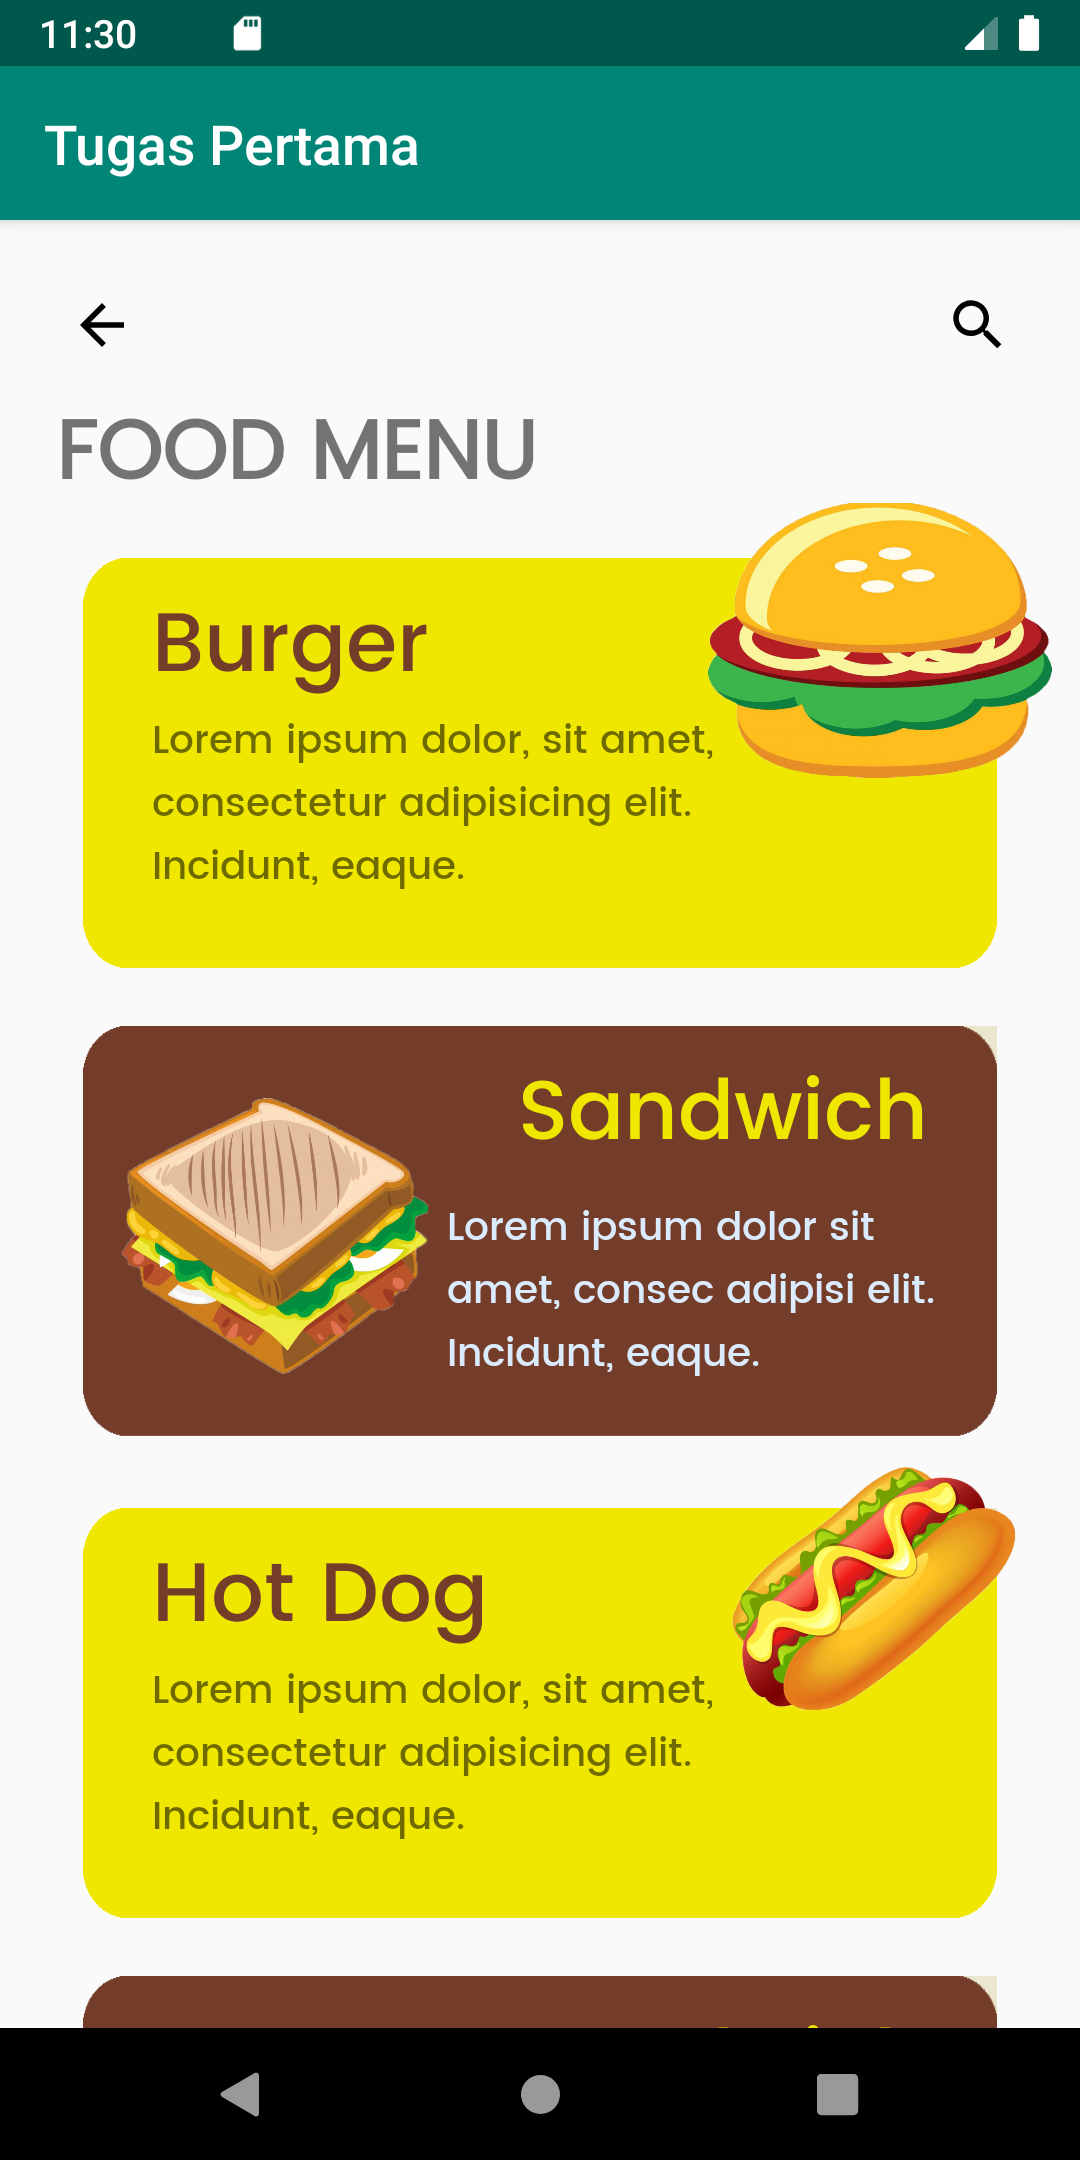 11:30
Tugas Pertama
FOOD MENU
Burger
Lorem ipsum dolor, sit amet,
consectetur adipisicing elit.
Incidunt, eaque.
Sandwich
Lorem ipsum dolor sit
amet, consec adipisi elit.
Incidunt, eaque.
Hot Dog
Lorem ipsum dolor, sit amet,
consectetur adipisicing elit.
Incidunt, eaque.